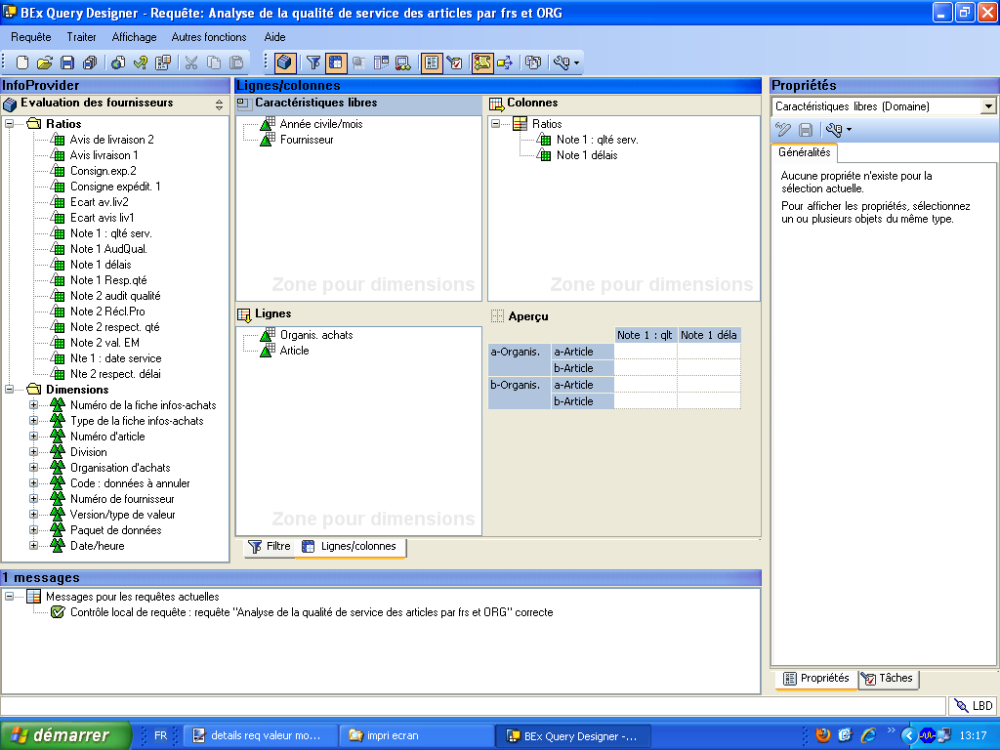 BEx Query Designer - Requête: Analyse de la qualité de service des articles par frs et ORG
Requête Traiter Affichage Autres fonctions Aide
InfoProvider
Evaluation des fournisseurs
Ratios
Avis de livraison 2
Avis livraison 1
Consign.exp.2
Consigne expédit. 1
Ecart av.liv2
Ecart avis liv1
Note 1 : qlté serv.
Note 1 AudQual.
Note 1 délais
Note 1 Resp.qté
Note 2 audit qualité
Note 2 Récl.Pro
Note 2 respect. qté
Note 2 val. EM
Nte 1 : date service
Nte 2 respect. délai
Dimensions
Numéro de la fiche infos-achats
Type de la fiche infos-achats
Numéro d'article
Division
Organisation d'achats
Code : données à annuler
Numéro de fournisseur
Version/type de valeur
Paquet de données
Date/heure
Lignes/colonnes
Caractéristiques libres
Année civile/mois
Fournisseur
Zone pour dimensions
Colonnes
Ratios
Note 1 : qlté serv.
Note 1 délais
Zone pour dimensions
Lignes
Organis. achats
Article
Zone pour dimensions
Aperçu
Note 1 : qlt Note 1 déla
a-Organis. a-Article
b-Article
b-Organis. a-Article
b-Article
Filtre Lignes/colonnes
Propriétés
Caractéristiques libres (Domaine)
Généralités
Aucune propriéte n'existe pour la
sélection actuelle.
Pour afficher les propriétés, sélectionnez
un ou plusieurs objets du même type.
Propriétés Tâches
1 messages
Messages pour les requêtes actuelles
Contrôle local de requête : requête "Analyse de la qualité de service des articles par frs et ORG" correcte
LBD
démarrer FR details req valeur mo... impri ecran BEx Query Designer -... 13:17